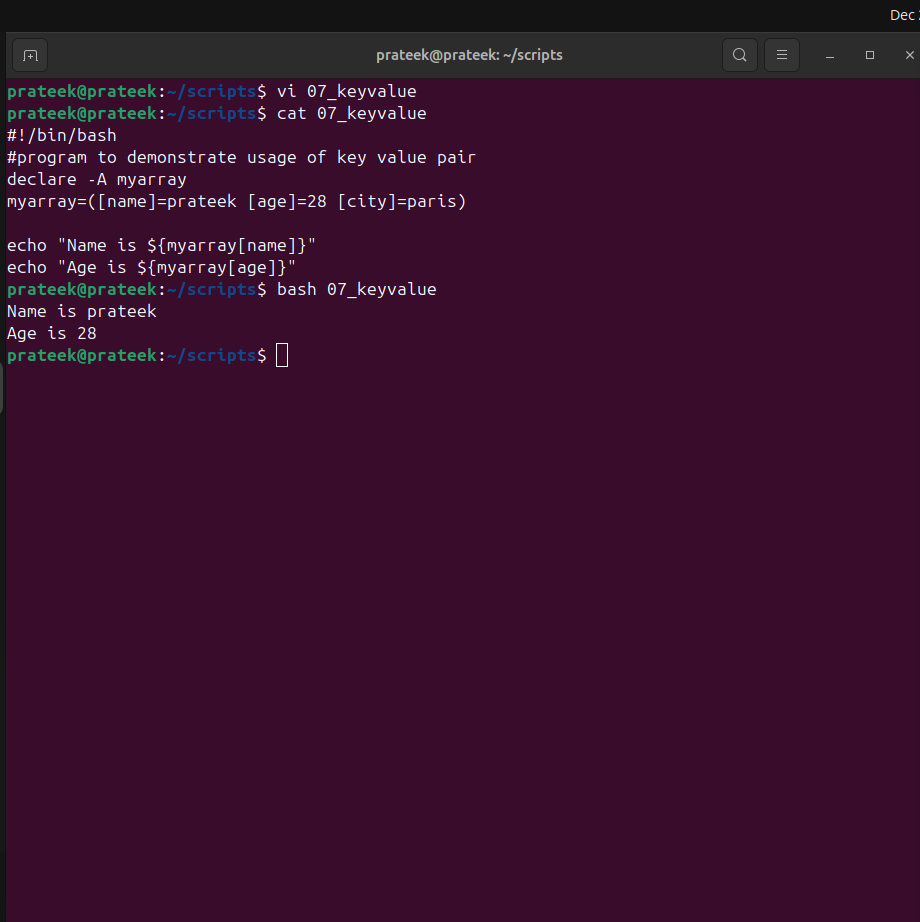 Dec
prateek@prateek: ~/scripts
prateek@prateek:~/scripts$ vi 07_keyvalue
prateek@prateek:~/scripts$ cat 07_keyvalue
#!/bin/bash
#program to demonstrate usage of key value pair
declare -A myarray
myarray=([name]=prateek [age]=28 [city]=paris)
echo "Name is ${myarray[name]}"
echo "Age is ${myarray[age]}"
prateek@prateek:~/scripts$ bash 07_keyvalue
Name is prateek
Age is 28
prateek@prateek:~/scripts$